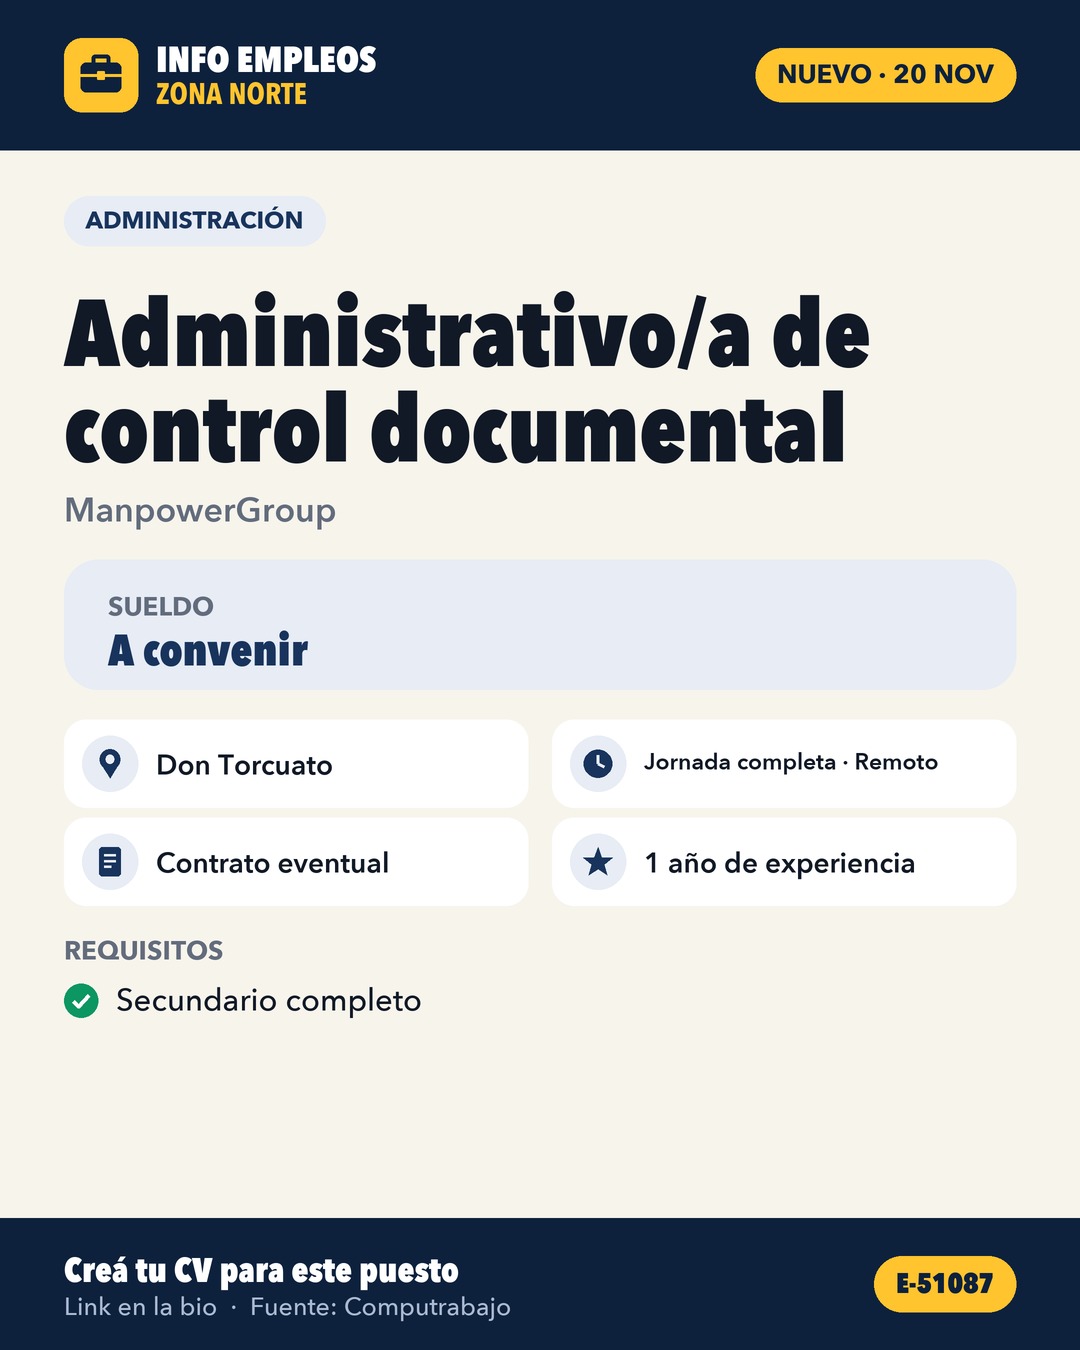 INFO EMPLEOS
ZONA NORTE
NUEVO · 20 NOV
ADMINISTRACIÓN
Administrativo/a de
control documental
ManpowerGroup
SUELDO
A convenir
Don Torcuato
Jornada completa · Remoto
Contrato eventual
1 año de experiencia
REQUISITOS
Secundario completo
Creá tu CV para este puesto
Link en la bio · Fuente: Computrabajo
E-51087